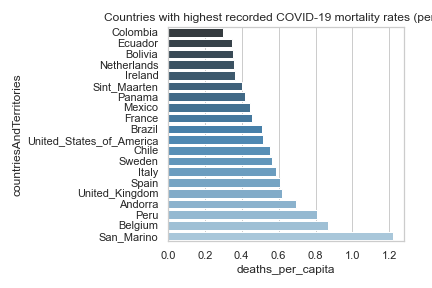 Countries with highest recorded COVID-19 mortality rates (per
Colombia
Ecuador
Bolivia
Netherlands
Ireland
Sint_Maarten
Panama
Mexico
France
Brazil
United_States_of_America
Chile
Sweden
Italy
Spain
United_Kingdom
Andorra
Peru
Belgium
San_Marino
countriesAndTerritories
0.0 0.2 0.4 0.6 0.8 1.0 1.2
deaths_per_capita